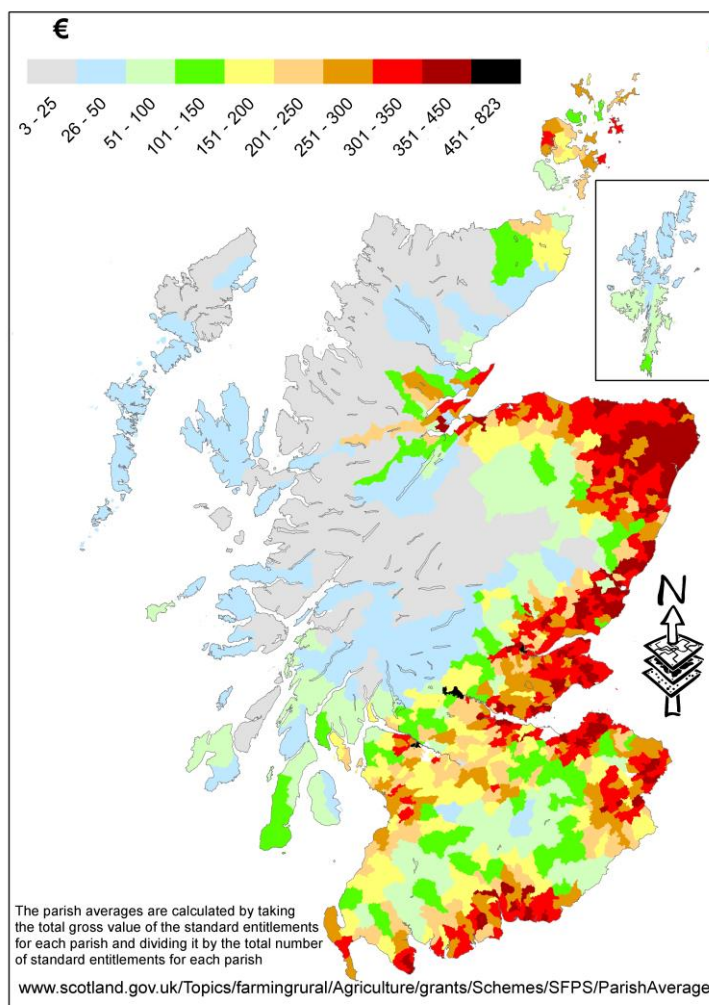 €
3 - 25
26 - 50
51 - 100
101 - 150
151 - 200
201 - 250
251 - 300
301 - 350
351 - 450
451 - 823
N
The parish averages are calculated by taking
the total gross value of the standard entitlements
for each parish and dividing it by the total number
of standard entitlements for each parish
www.scotland.gov.uk/Topics/farmingrural/Agriculture/grants/Schemes/SFPS/ParishAverage